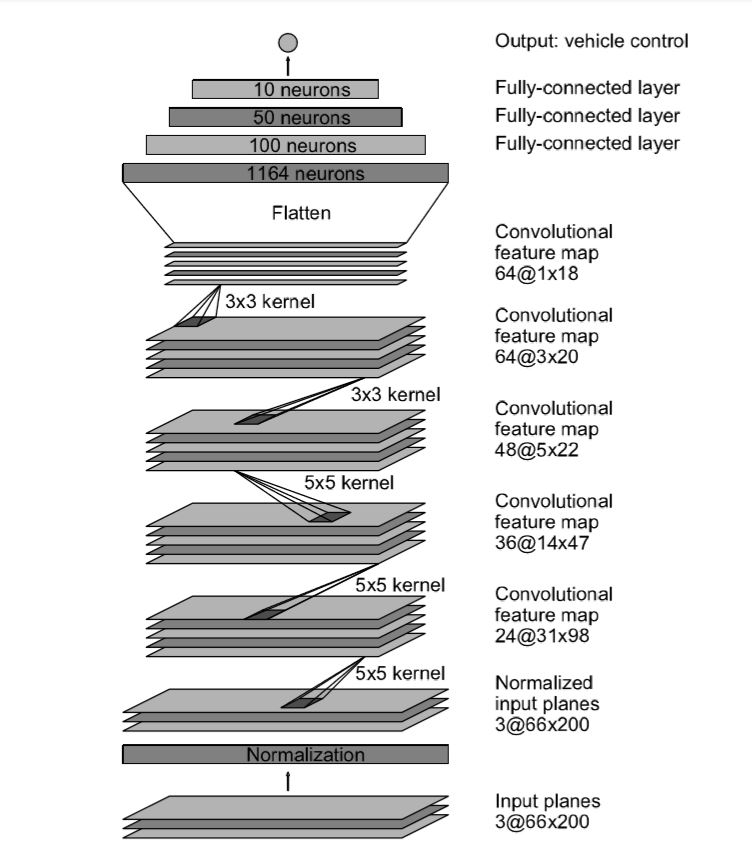 Output: vehicle control
10 neurons
Fully-connected layer
50 neurons
Fully-connected layer
100 neurons
Fully-connected layer
1164 neurons
Flatten
Convolutional
feature map
64@1x18
3x3 kernel
Convolutional
feature map
64@3x20
3x3 kernel
Convolutional
feature map
48@5x22
5x5 kernel
Convolutional
feature map
36@14x47
5x5 kernel
Convolutional
feature map
24@31x98
5x5 kernel
Normalized
input planes
3@66x200
Normalization
Input planes
3@66x200